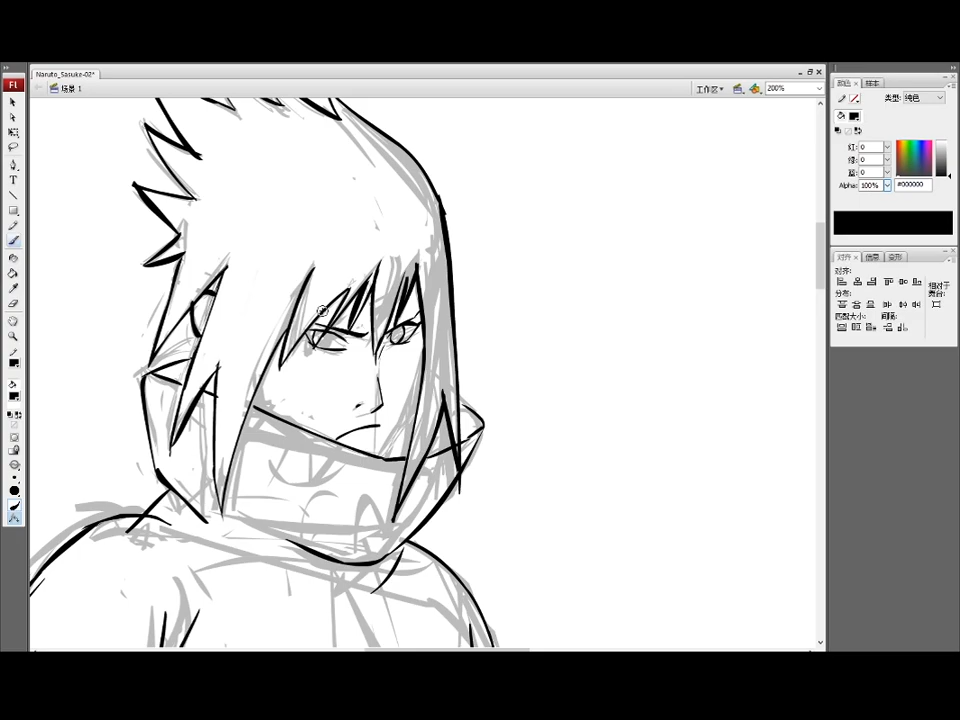 Naruto_Sasuke-02*
Fl
场景 1
工作区▾
200%
颜色 ×
样本
类型:
纯色
红: 0
绿: 0
蓝: 0
Alpha: 100%
#000000
对齐 ×
信息
变形
对齐:
分布:
匹配大小:
间隔:
相对于
舞台:
T